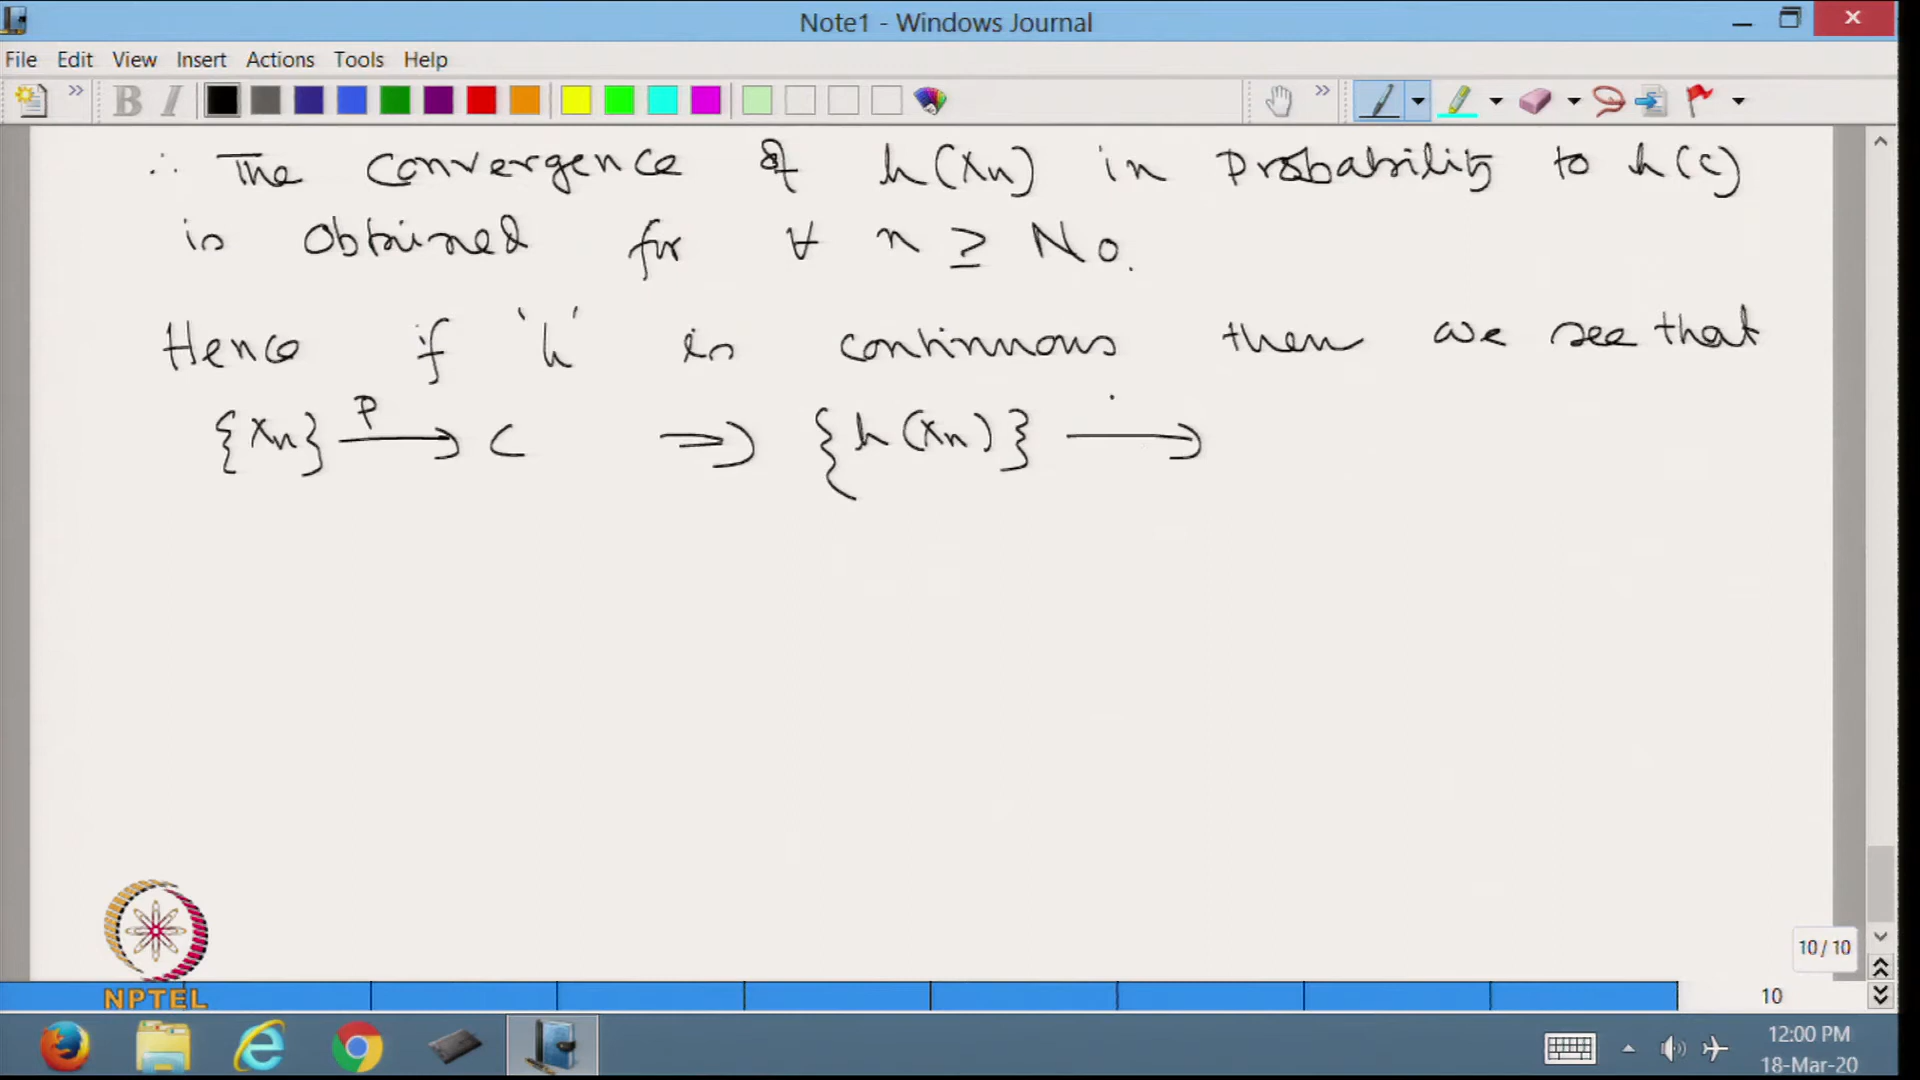 Note1 - Windows Journal
File Edit View Insert Actions Tools Help
B I
∴ The convergence of h(Xn) in Probability to h(c)
is obtained for ∀ n ≥ No.
Hence if 'h' is continuous then we see that
{Xn} P→ C ⇒ {h(Xn)} →
10 / 10
NPTEL
10
12:00 PM
18-Mar-20